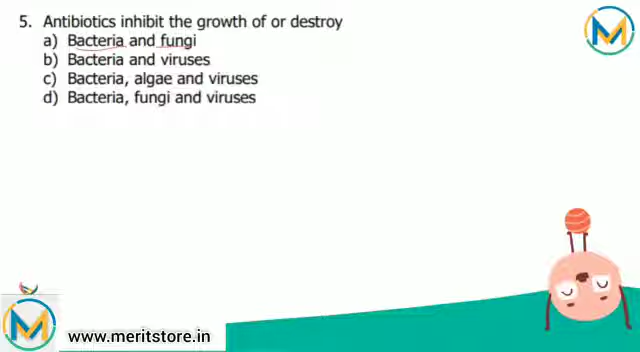 5. Antibiotics inhibit the growth of or destroy
a) Bacteria and fungi
b) Bacteria and viruses
c) Bacteria, algae and viruses
d) Bacteria, fungi and viruses
M
M
www.meritstore.in